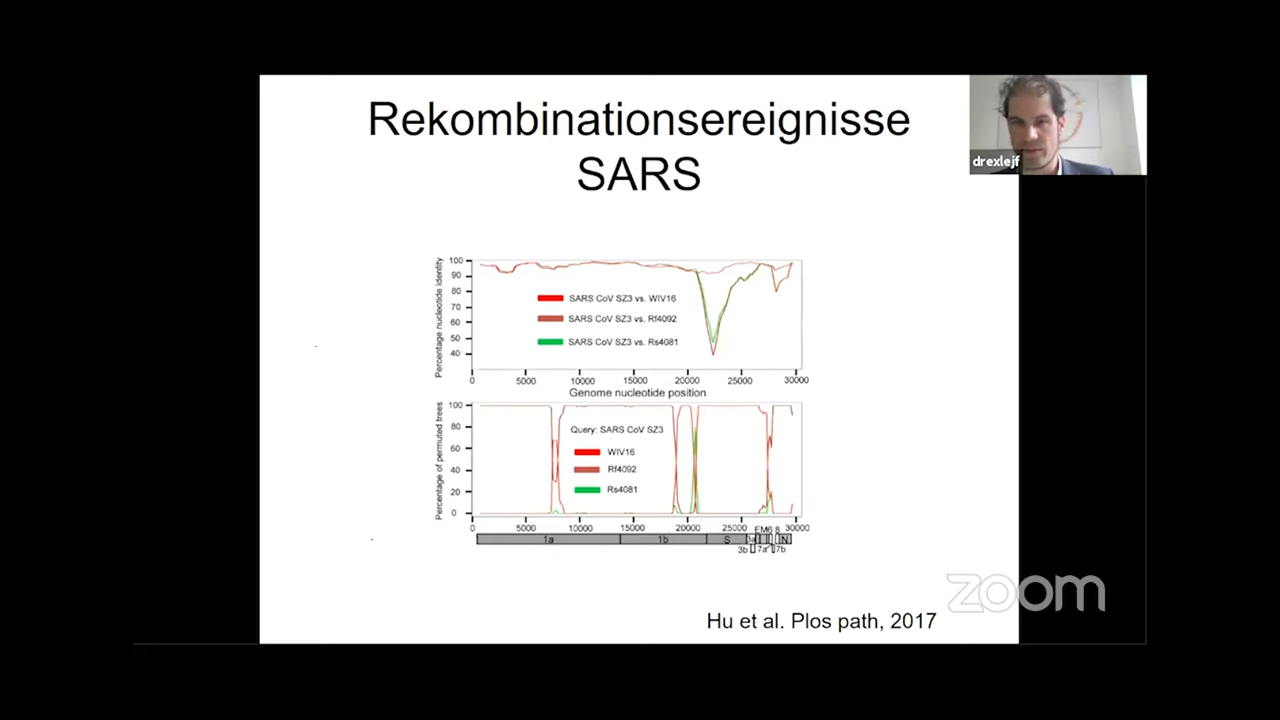 Rekombinationsereignisse
SARS
drexlejf
Percentage nucleotide identity
100
90
80
70
60
50
40
SARS CoV SZ3 vs. WIV16
SARS CoV SZ3 vs. Rf4092
SARS CoV SZ3 vs. Rs4081
0 5000 10000 15000 20000 25000 30000
Genome nucleotide position
Percentage of permuted trees
100
80
60
40
20
0
Query: SARS CoV SZ3
WIV16
Rf4092
Rs4081
0 5000 10000 15000 20000 25000 30000
EM6 8
1a 1b S 3a N
3b 7a 7b
zoom
Hu et al. Plos path, 2017